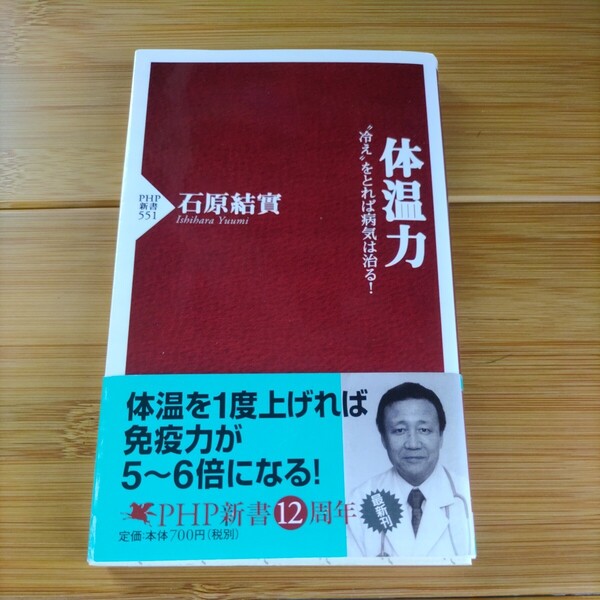 体温力
〝冷え〟をとれば病気は治る!
PHP
新書
551
石原結實
Ishihara Yuumi
体温を1度上げれば
免疫力が
5〜6倍になる!
PHP新書12周年
最新刊
定価:本体700円(税別)